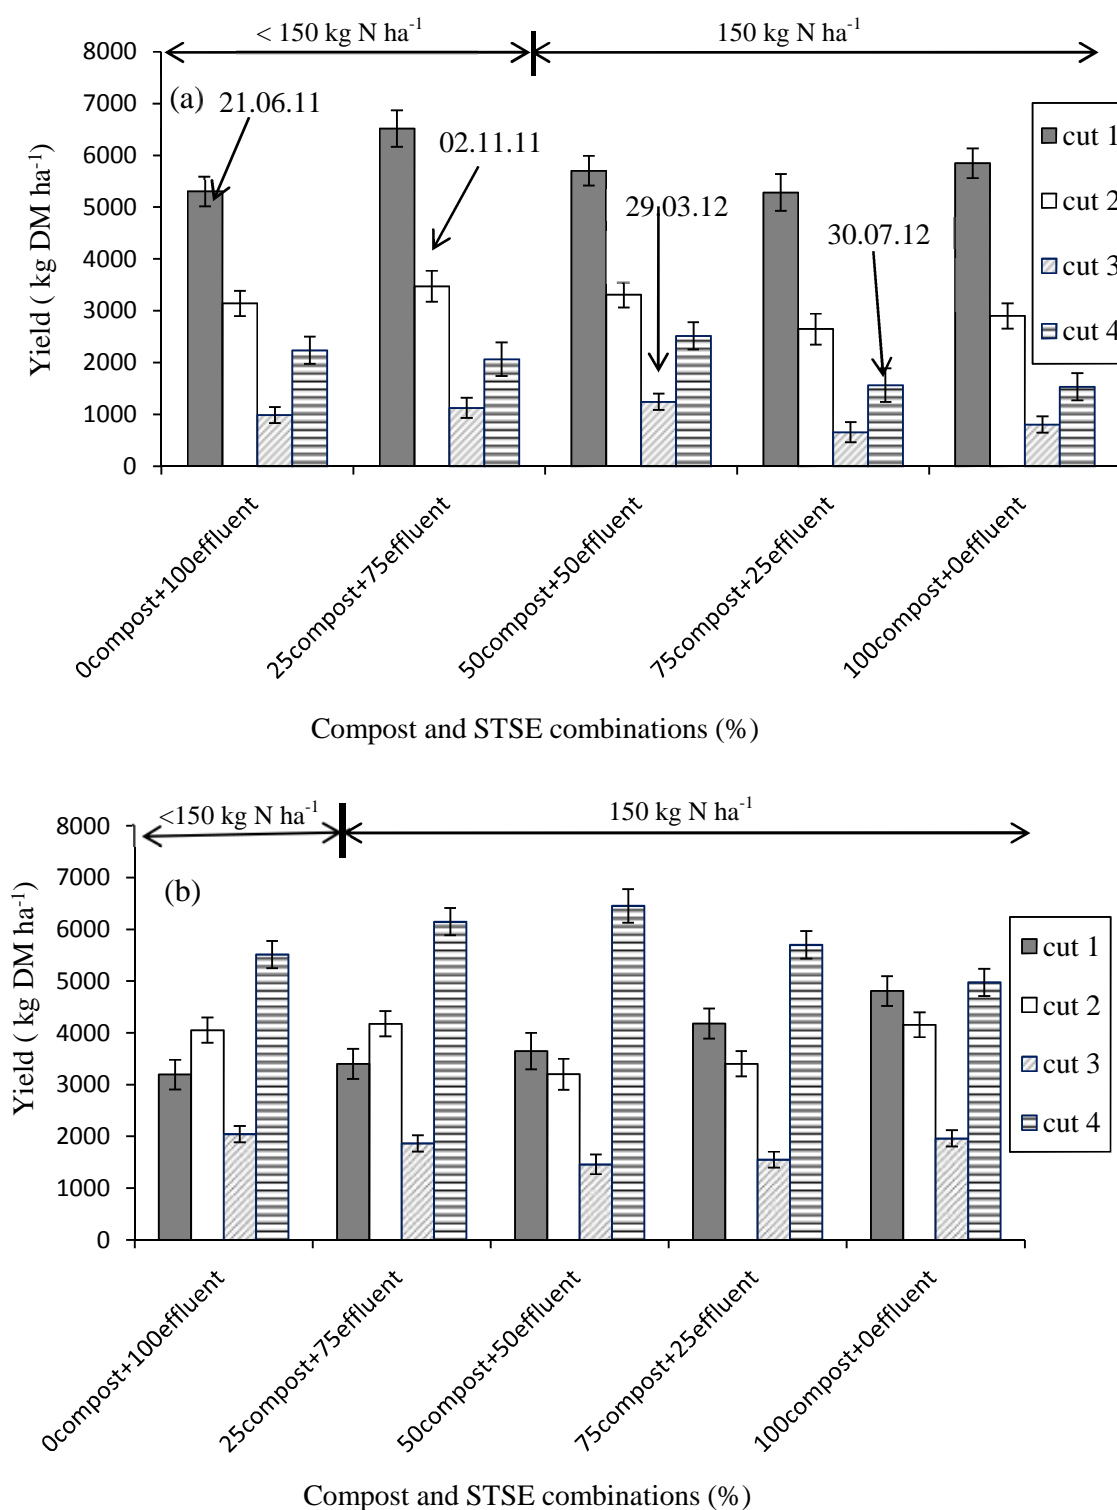 < 150 kg N ha⁻¹
150 kg N ha⁻¹
8000
7000
6000
5000
4000
3000
2000
1000
0
Yield ( kg DM ha⁻¹)
(a)
21.06.11
02.11.11
29.03.12
30.07.12
cut 1
cut 2
cut 3
cut 4
0compost+100effluent
25compost+75effluent
50compost+50effluent
75compost+25effluent
100compost+0effluent
Compost and STSE combinations (%)
<150 kg N ha⁻¹
150 kg N ha⁻¹
8000
7000
6000
5000
4000
3000
2000
1000
0
Yield ( kg DM ha⁻¹)
(b)
cut 1
cut 2
cut 3
cut 4
0compost+100effluent
25compost+75effluent
50compost+50effluent
75compost+25effluent
100compost+0effluent
Compost and STSE combinations (%)